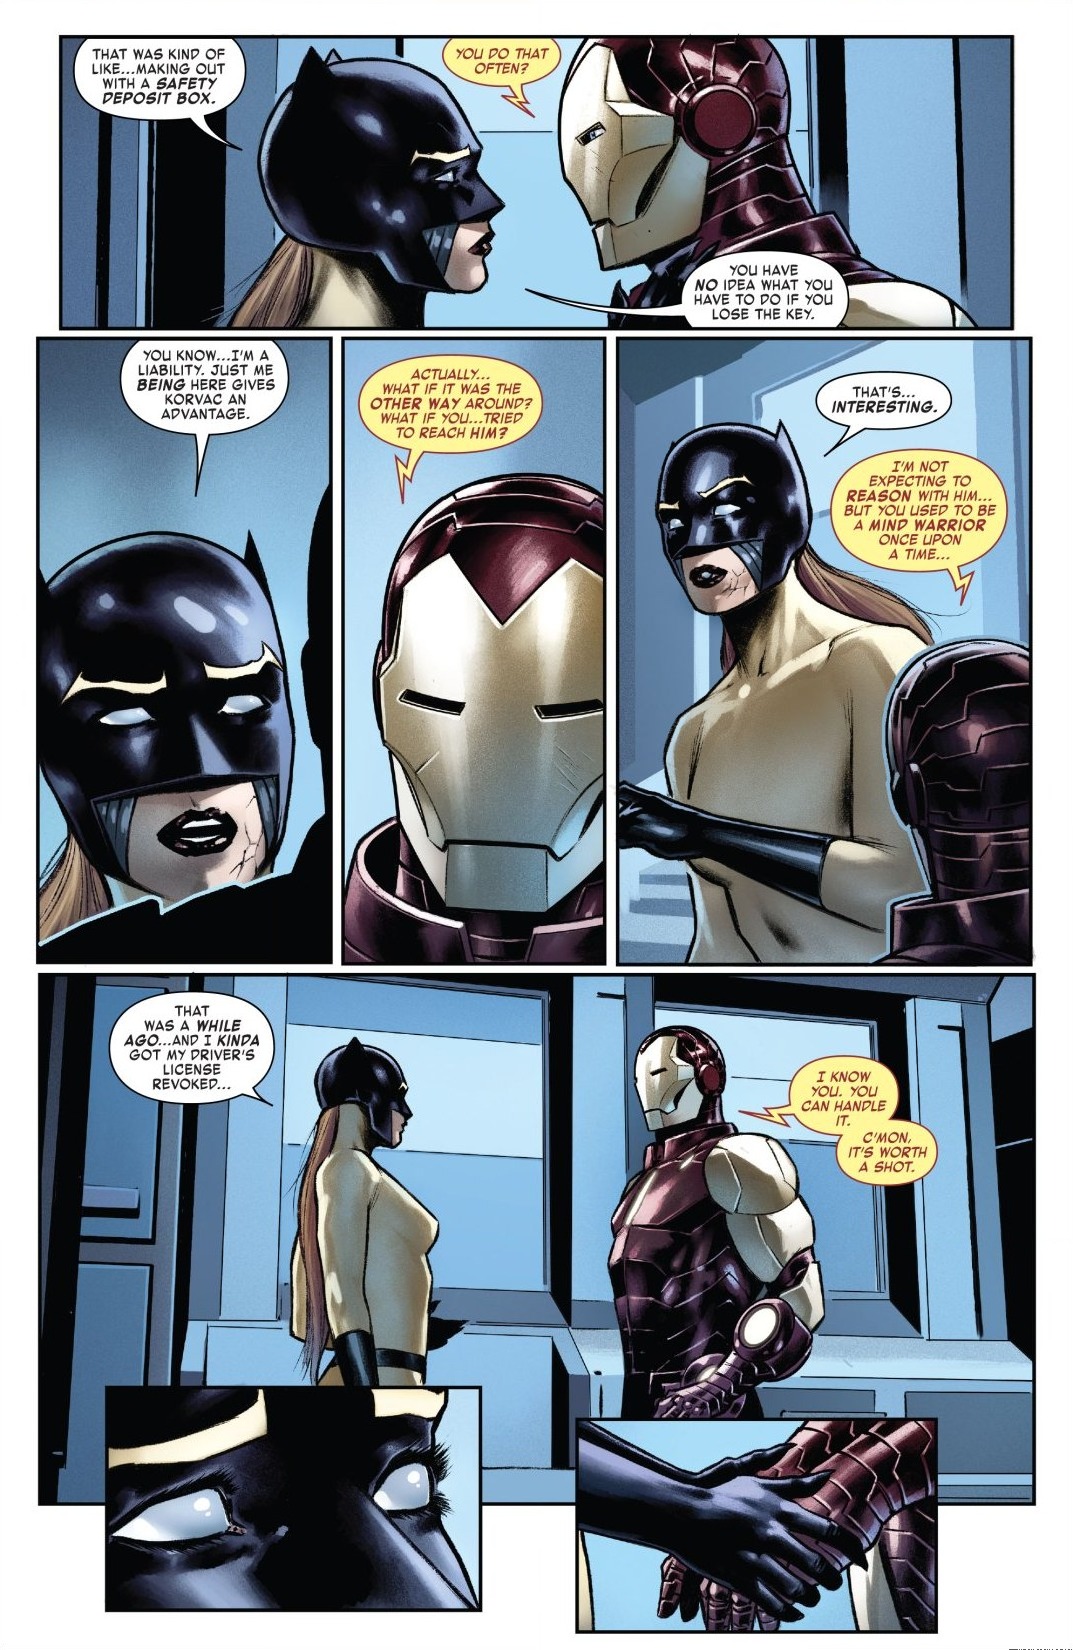 THAT WAS KIND OF
LIKE...MAKING OUT
WITH A SAFETY
DEPOSIT BOX.
YOU DO THAT
OFTEN?
YOU HAVE
NO IDEA WHAT YOU
HAVE TO DO IF YOU
LOSE THE KEY.
YOU KNOW...I'M A
LIABILITY. JUST ME
BEING HERE GIVES
KORVAC AN
ADVANTAGE.
ACTUALLY...
WHAT IF IT WAS THE
OTHER WAY AROUND?
WHAT IF YOU...TRIED
TO REACH HIM?
THAT'S...
INTERESTING.
I'M NOT
EXPECTING TO
REASON WITH HIM...
BUT YOU USED TO BE
A MIND WARRIOR
ONCE UPON
A TIME...
THAT
WAS A WHILE
AGO...AND I KINDA
GOT MY DRIVER'S
LICENSE
REVOKED...
I KNOW
YOU. YOU
CAN HANDLE
IT.
C'MON,
IT'S WORTH
A SHOT.